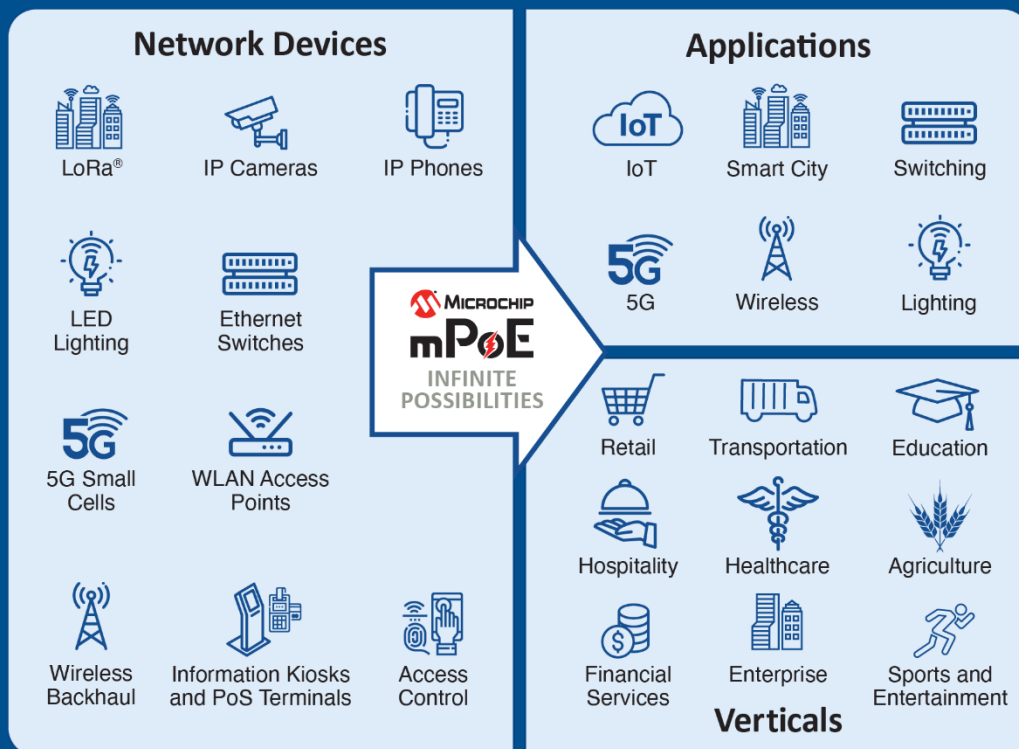 Network Devices
LoRa®
IP Cameras
IP Phones
LED
Lighting
Ethernet
Switches
5G
5G Small
Cells
WLAN Access
Points
Wireless
Backhaul
Information Kiosks
and PoS Terminals
Access
Control
MICROCHIP
mPoE
INFINITE
POSSIBILITIES
Applications
IoT
IoT
Smart City
Switching
5G
5G
Wireless
Lighting
Retail
Transportation
Education
Hospitality
Healthcare
Agriculture
$
Financial
Services
Enterprise
Sports and
Entertainment
Verticals